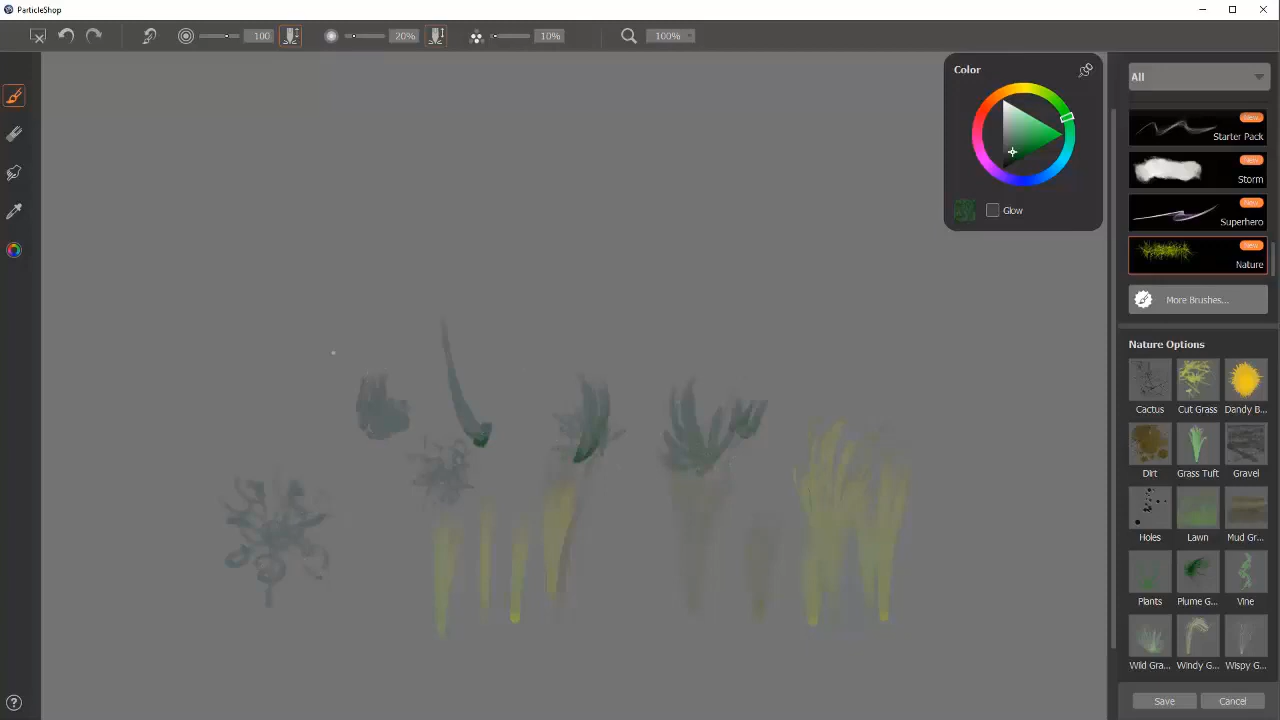 ParticleShop
100
20%
10%
100%
Color
Glow
All
New
Starter Pack
New
Storm
New
Superhero
New
Nature
More Brushes...
Nature Options
Cactus Cut Grass Dandy B...
Dirt Grass Tuft Gravel
Holes Lawn Mud Gr...
Plants Plume G... Vine
Wild Gra... Windy G... Wispy G...
Save Cancel